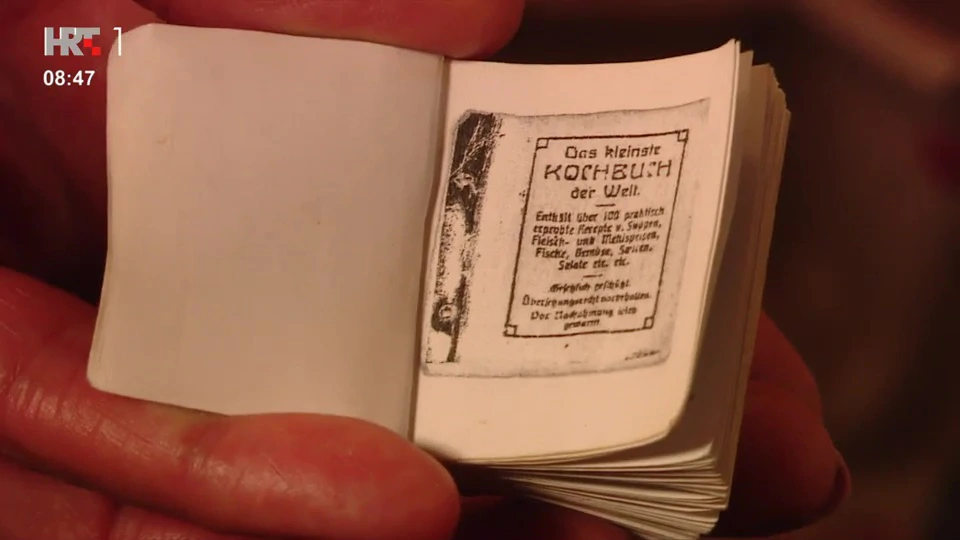 HRT 1
08:47
Das kleinste
KOCHBUCH
der Welt.
Enthält über 100 praktisch
erprobte Rezepte v. Suppen,
Fleisch- und Mehlspeisen,
Fische, Gemüse, Saucen,
Salate etc. etc.
Gesetzlich geschützt.
Übersetzungsrecht vorbehalten.
Vor Nachahmung wird
gewarnt.